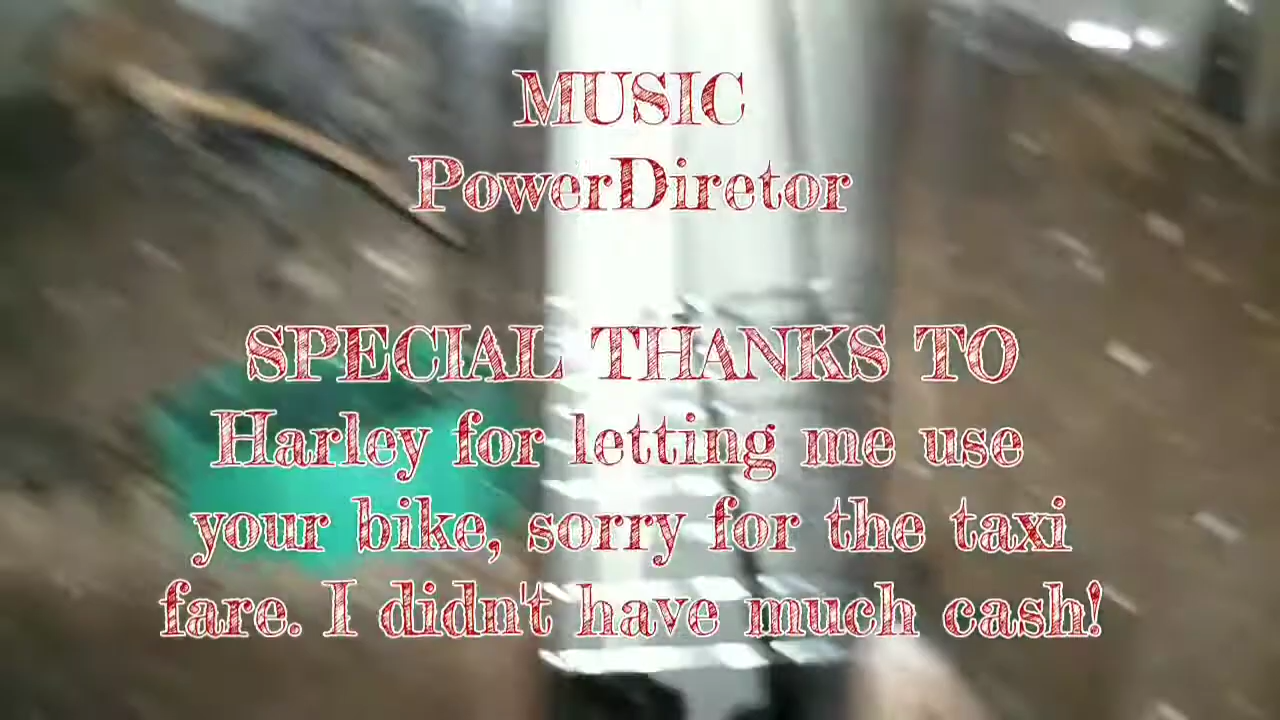 MUSIC
PowerDiretor
SPECIAL THANKS TO
Harley for letting me use
your bike, sorry for the taxi
fare. I didn't have much cash!